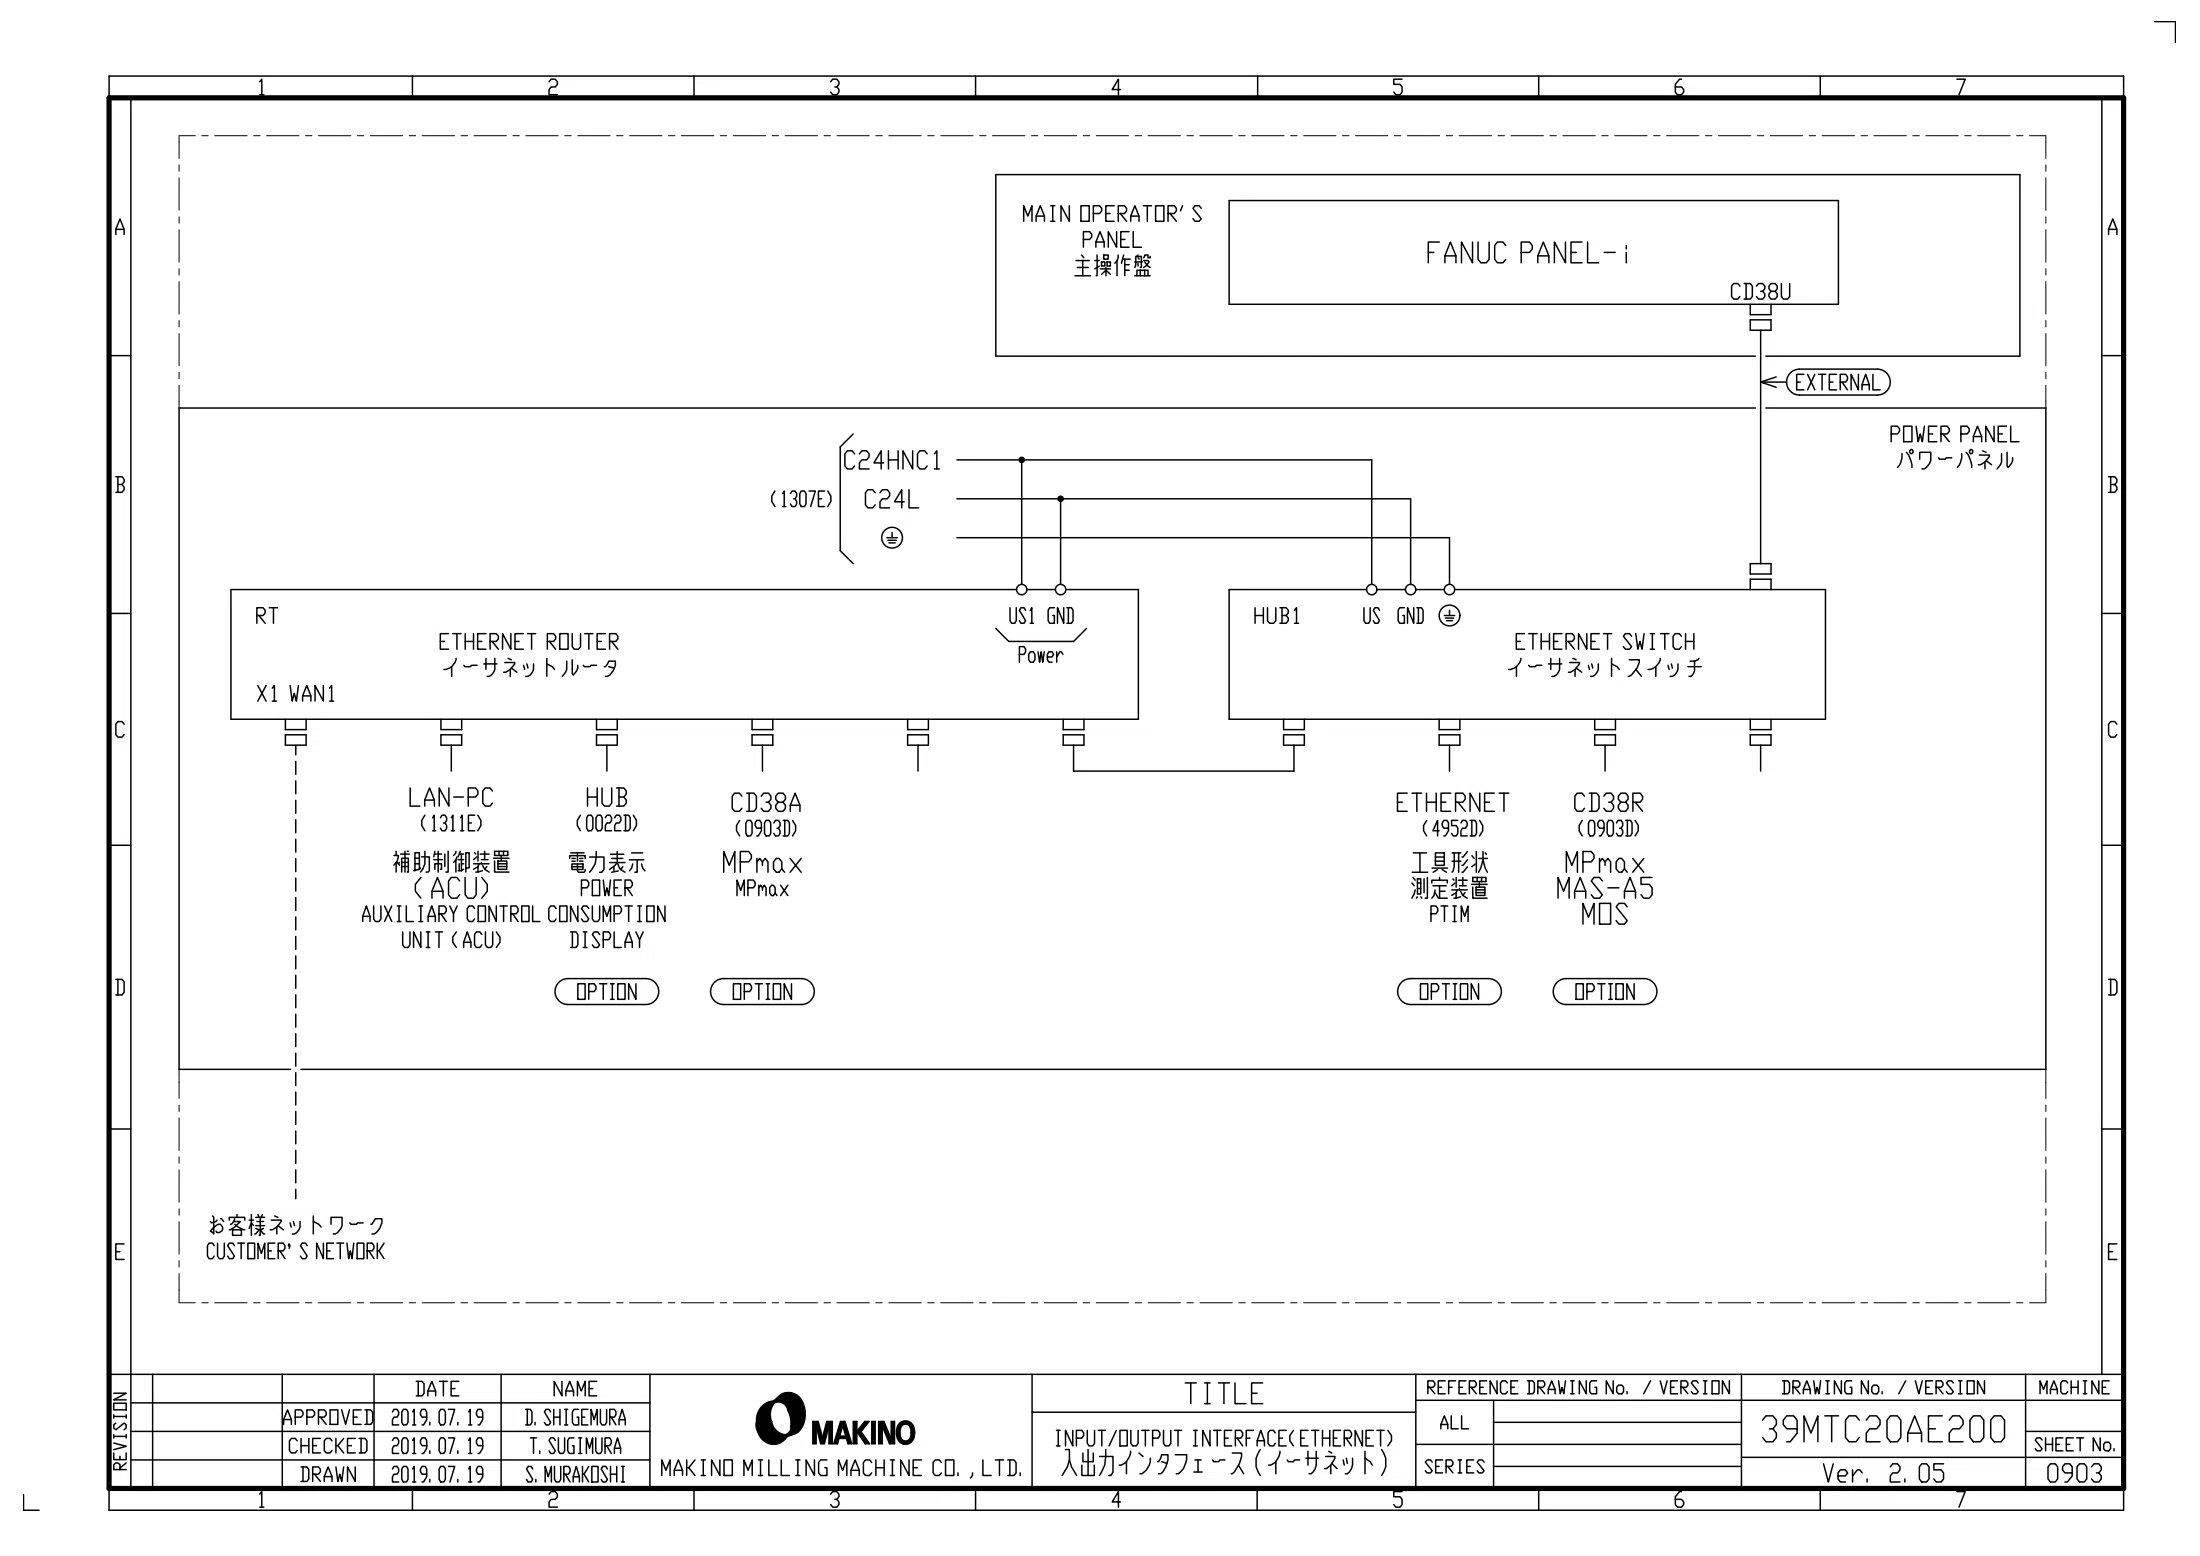 1 2 3 4 5 6 7
A A
MAIN OPERATOR'S
PANEL
主操作盤
FANUC PANEL-i
CD38U
EXTERNAL
POWER PANEL
パワーパネル
B B
C24HNC1
(1307E) C24L
RT
US1 GND
Power
ETHERNET ROUTER
イーサネットルータ
X1 WAN1
HUB1 US GND
ETHERNET SWITCH
イーサネットスイッチ
C C
LAN-PC
(1311E)
補助制御装置
(ACU)
AUXILIARY CONTROL
UNIT(ACU)
HUB
(0022D)
電力表示
POWER
CONSUMPTION
DISPLAY
OPTION
CD38A
(0903D)
MPmax
MPmax
OPTION
ETHERNET
(4952D)
工具形状
測定装置
PTIM
OPTION
CD38R
(0903D)
MPmax
MAS-A5
MOS
OPTION
D D
お客様ネットワーク
CUSTOMER'S NETWORK
E E
REVISION
DATE NAME
APPROVED 2019.07.19 D. SHIGEMURA
CHECKED 2019.07.19 T. SUGIMURA
DRAWN 2019.07.19 S. MURAKOSHI
MAKINO
MAKINO MILLING MACHINE CO.,LTD.
TITLE
INPUT/OUTPUT INTERFACE(ETHERNET)
入出力インタフェース(イーサネット)
REFERENCE DRAWING No. / VERSION
ALL
SERIES
DRAWING No. / VERSION
39MTC20AE200
Ver. 2.05
MACHINE
SHEET No.
0903
1 2 3 4 5 6 7